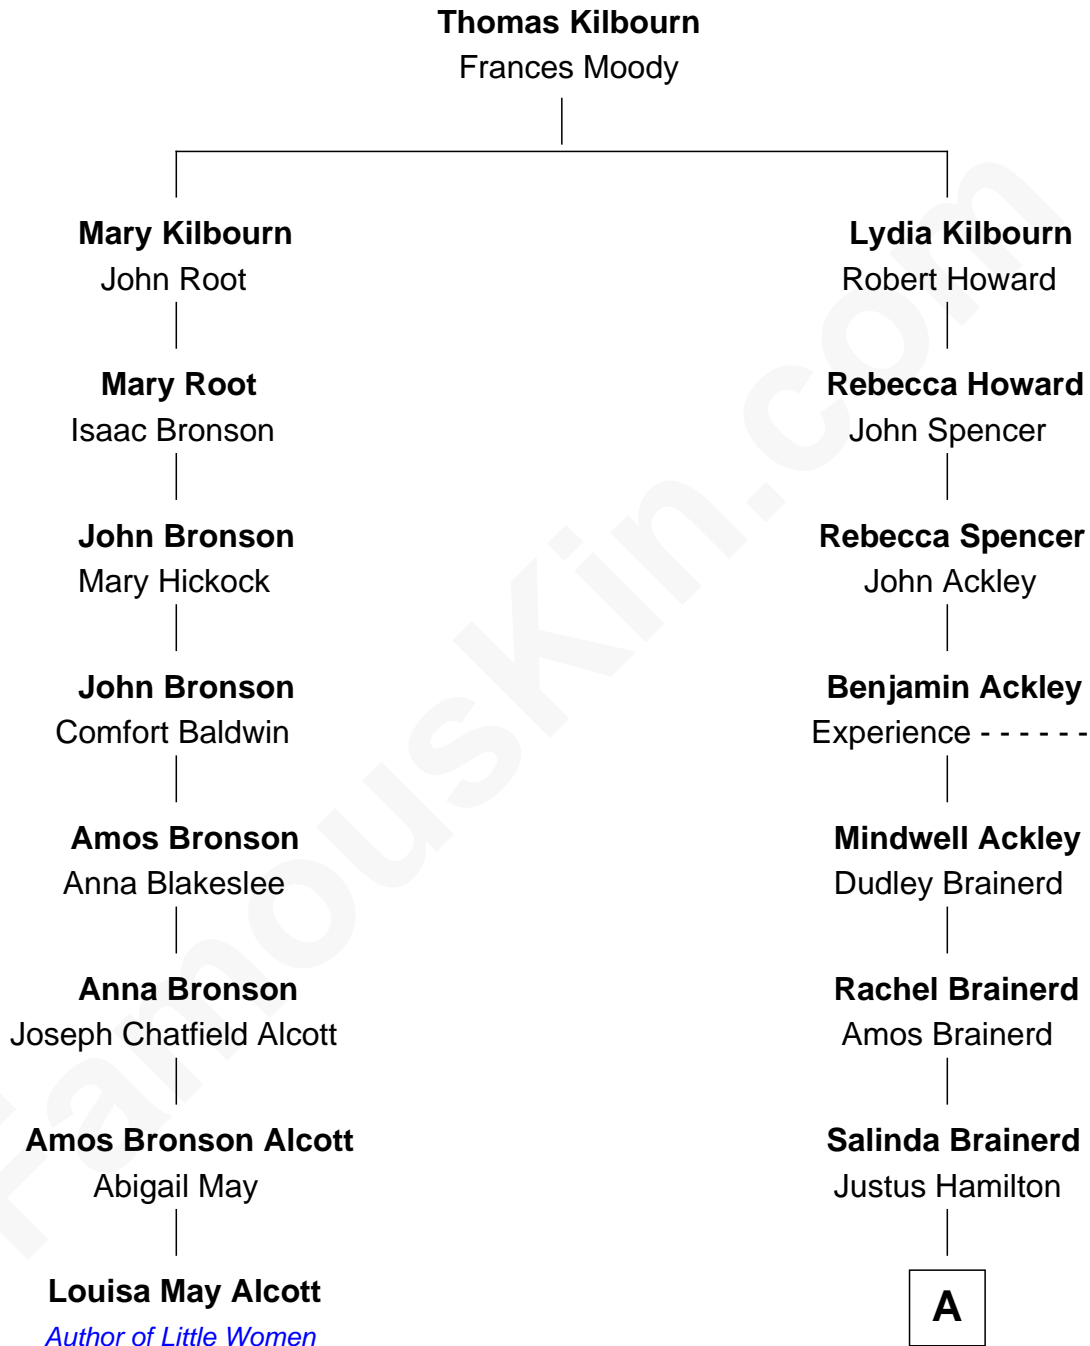 Thomas Kilbourn
Frances Moody
Mary Kilbourn
John Root
Lydia Kilbourn
Robert Howard
Mary Root
Isaac Bronson
Rebecca Howard
John Spencer
John Bronson
Mary Hickock
Rebecca Spencer
John Ackley
John Bronson
Comfort Baldwin
Benjamin Ackley
Experience - - - - - -
Amos Bronson
Anna Blakeslee
Mindwell Ackley
Dudley Brainerd
Anna Bronson
Joseph Chatfield Alcott
Rachel Brainerd
Amos Brainerd
Amos Bronson Alcott
Abigail May
Salinda Brainerd
Justus Hamilton
Louisa May Alcott
Author of Little Women
A
FamousKin.com